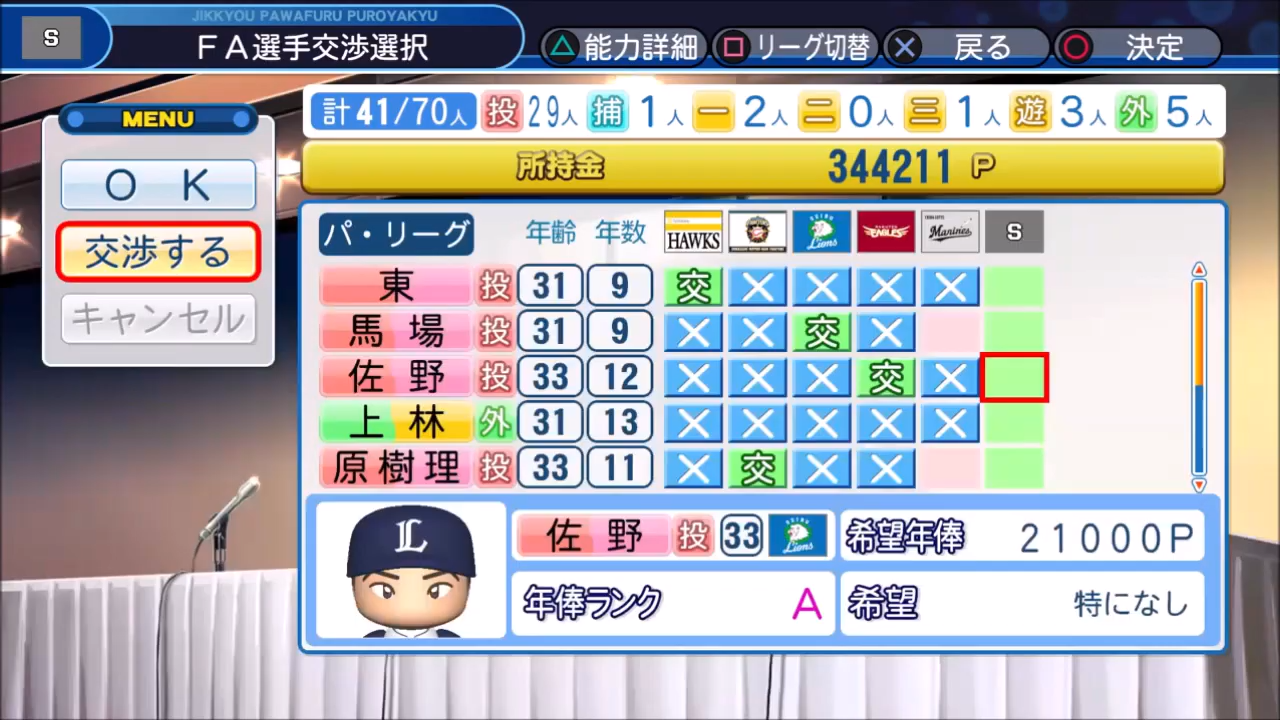 JIKKYOU PAWAFURU PUROYAKYU
S
FA選手交渉選択
△ 能力詳細 □ リーグ切替 × 戻る ○ 決定
MENU
OK
交渉する
キャンセル
計41/70人 投29人 捕1人 一2人 二0人 三1人 遊3人 外5人
所持金 344211P
パ・リーグ 年齢 年数 HAWKS Lions EAGLES Marines S
東 投 31 9 交 × × × ×
馬場 投 31 9 × × 交 ×
佐野 投 33 12 × × × 交 ×
上林 外 31 13 × × × × ×
原樹理 投 33 11 × 交 × ×
L
佐野 投 33 Lions 希望年俸 21000P
年俸ランク A 希望 特になし